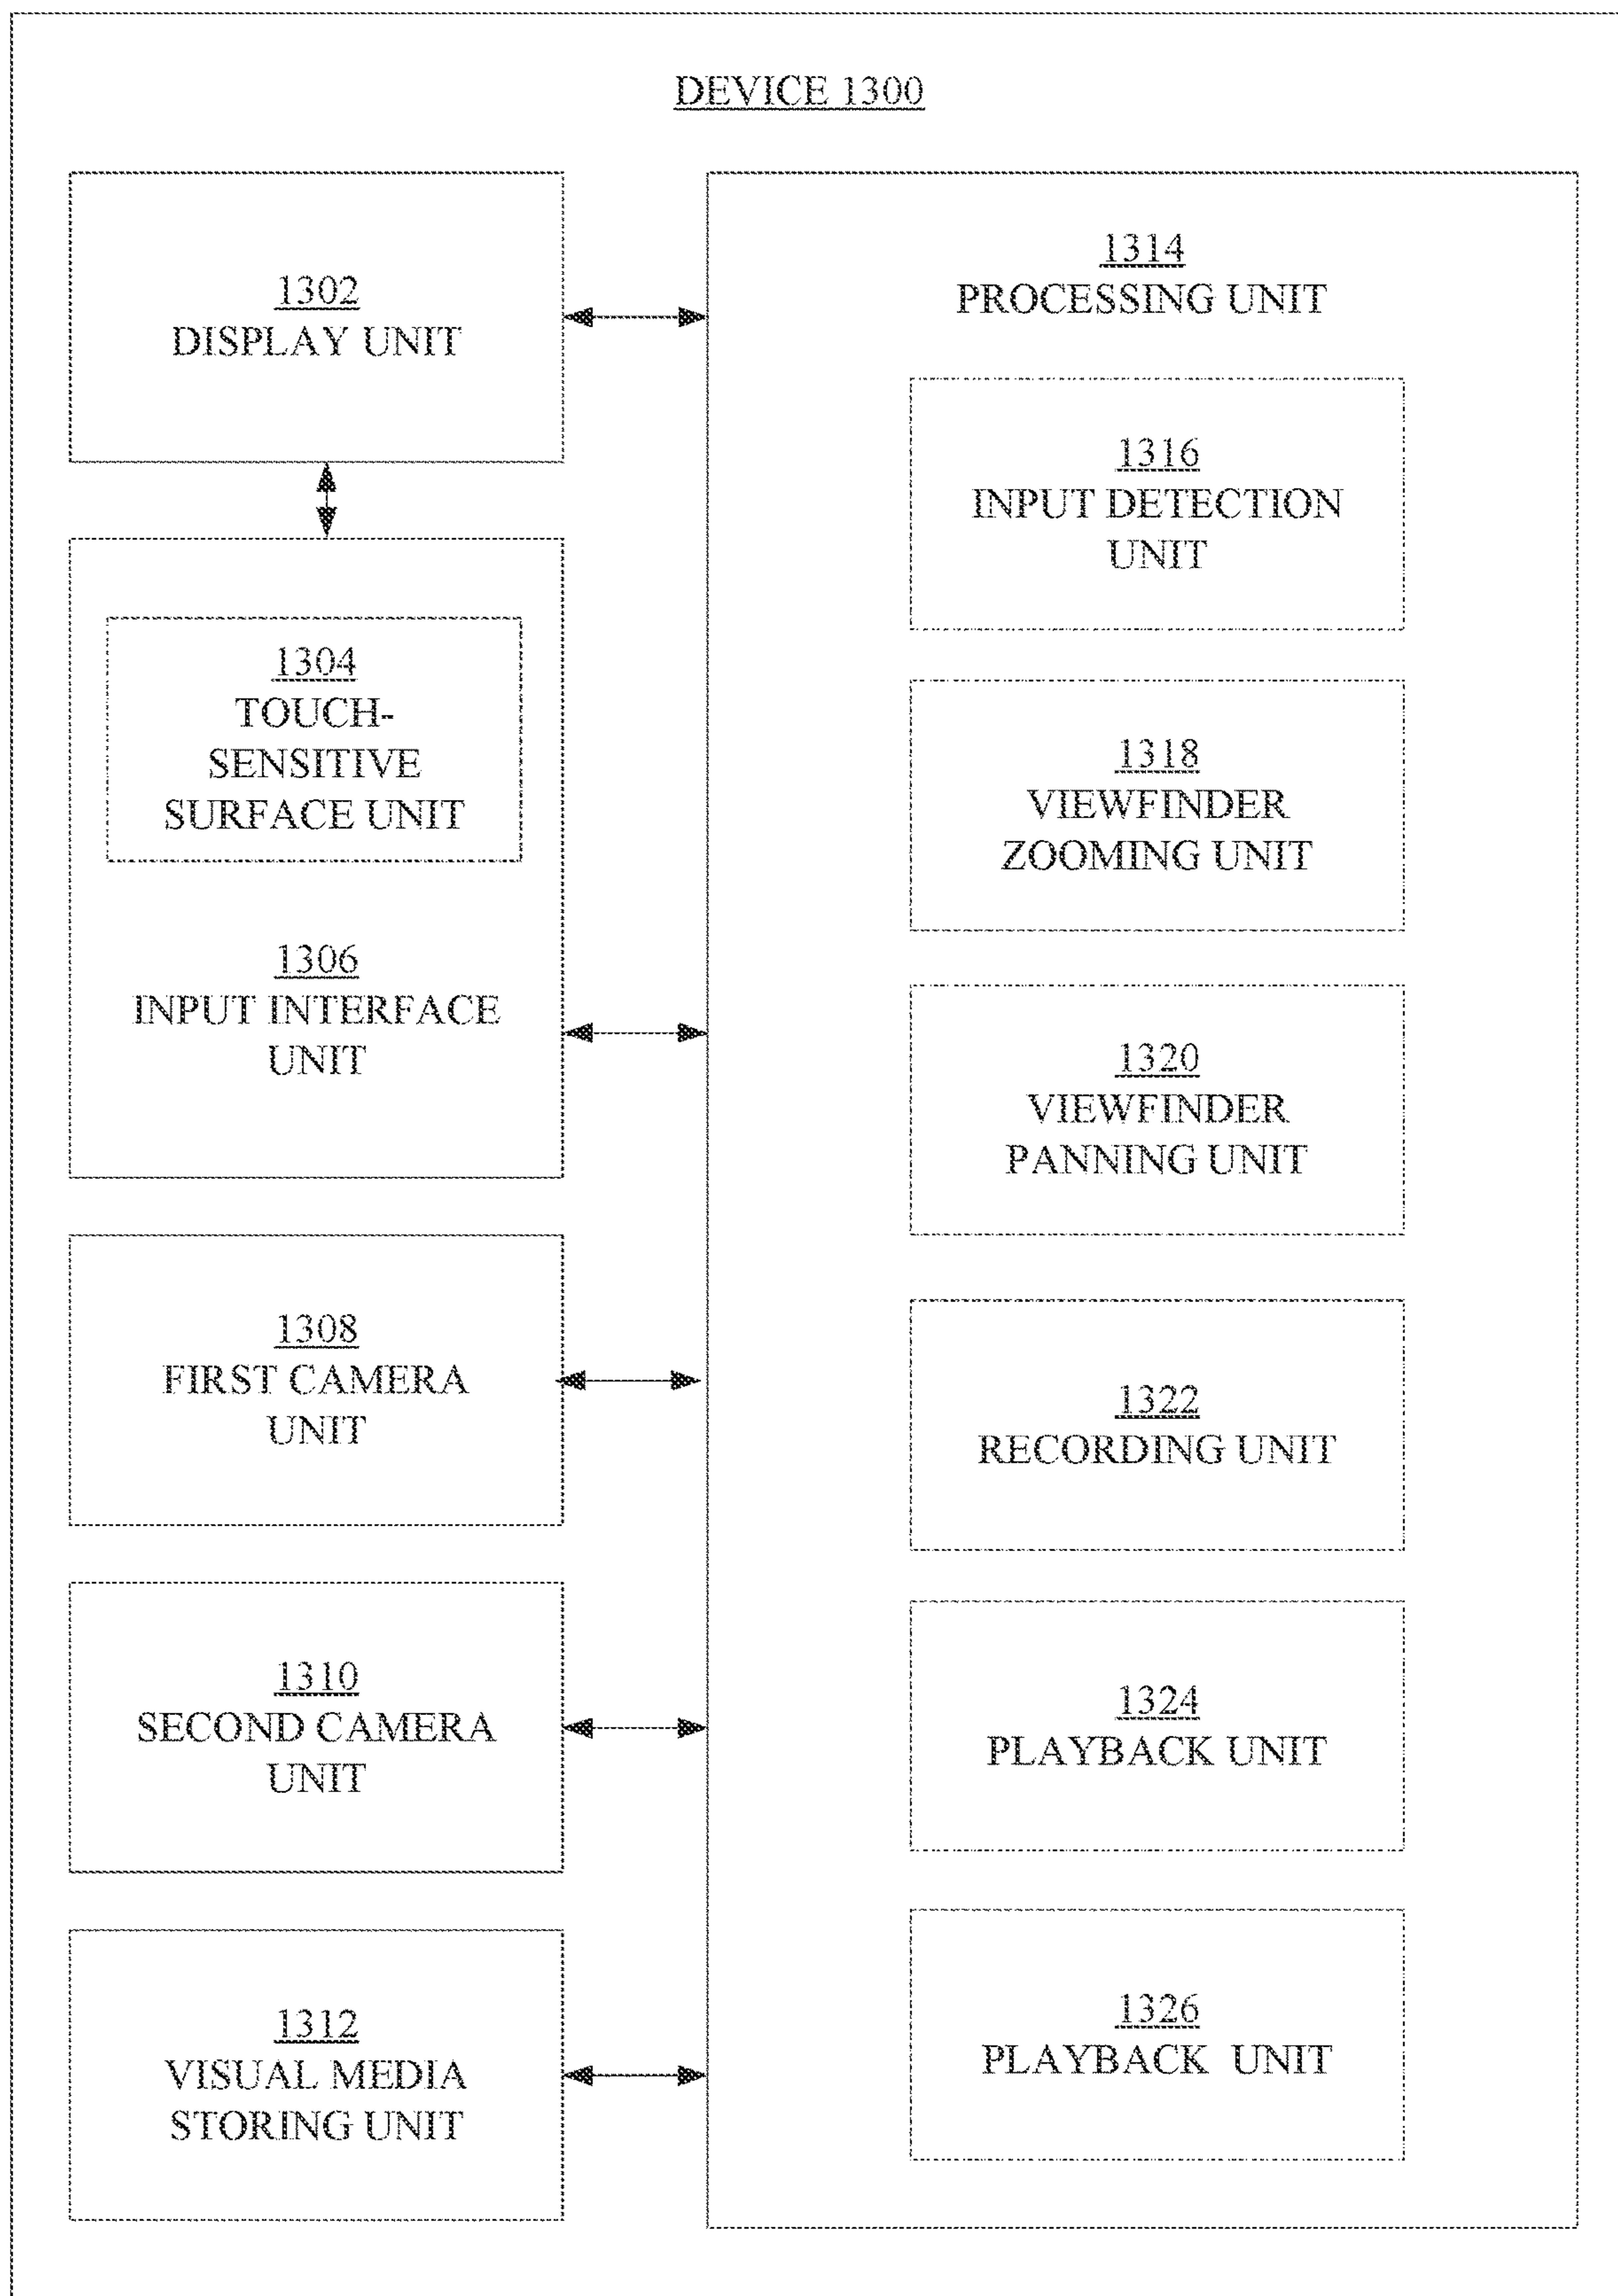 DEVICE 1300
1302
DISPLAY UNIT
1304
TOUCH-
SENSITIVE
SURFACE UNIT
1306
INPUT INTERFACE
UNIT
1308
FIRST CAMERA
UNIT
1310
SECOND CAMERA
UNIT
1312
VISUAL MEDIA
STORING UNIT
1314
PROCESSING UNIT
1316
INPUT DETECTION
UNIT
1318
VIEWFINDER
ZOOMING UNIT
1320
VIEWFINDER
PANNING UNIT
1322
RECORDING UNIT
1324
PLAYBACK UNIT
1326
PLAYBACK UNIT